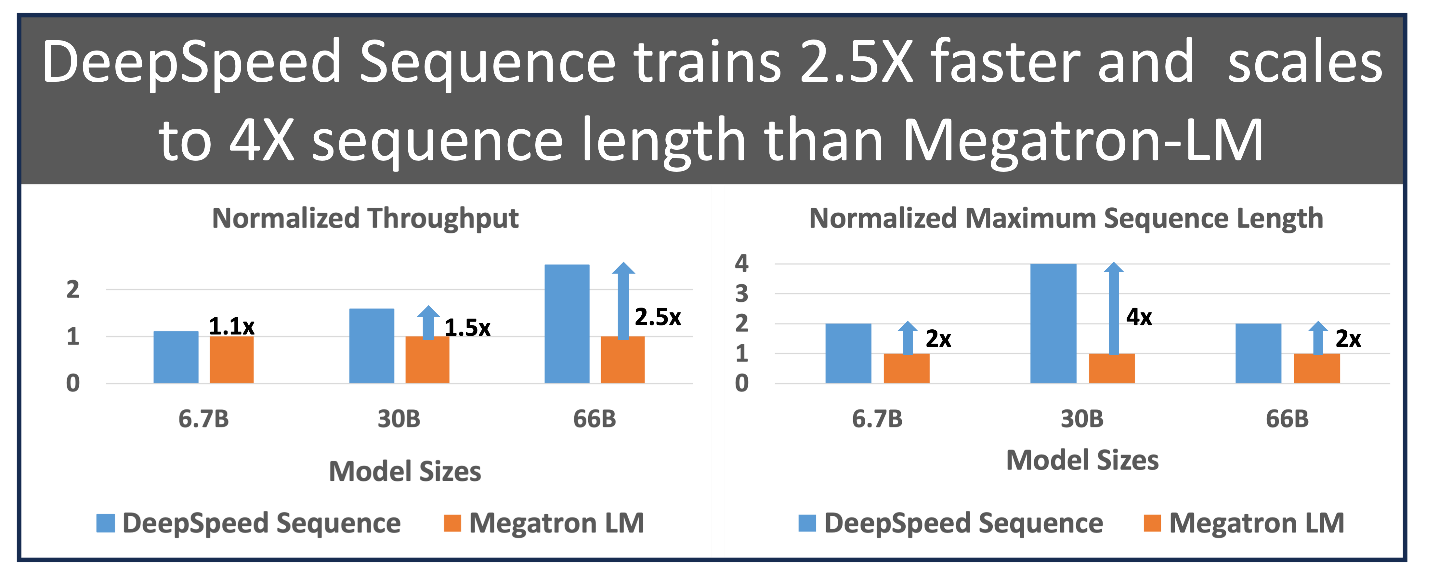 DeepSpeed Sequence trains 2.5X faster and scales
to 4X sequence length than Megatron-LM
Normalized Throughput
2
1
0
1.1x
1.5x
2.5x
6.7B 30B 66B
Model Sizes
DeepSpeed Sequence Megatron LM
Normalized Maximum Sequence Length
4
3
2
1
0
2x
4x
2x
6.7B 30B 66B
Model Sizes
DeepSpeed Sequence Megatron LM